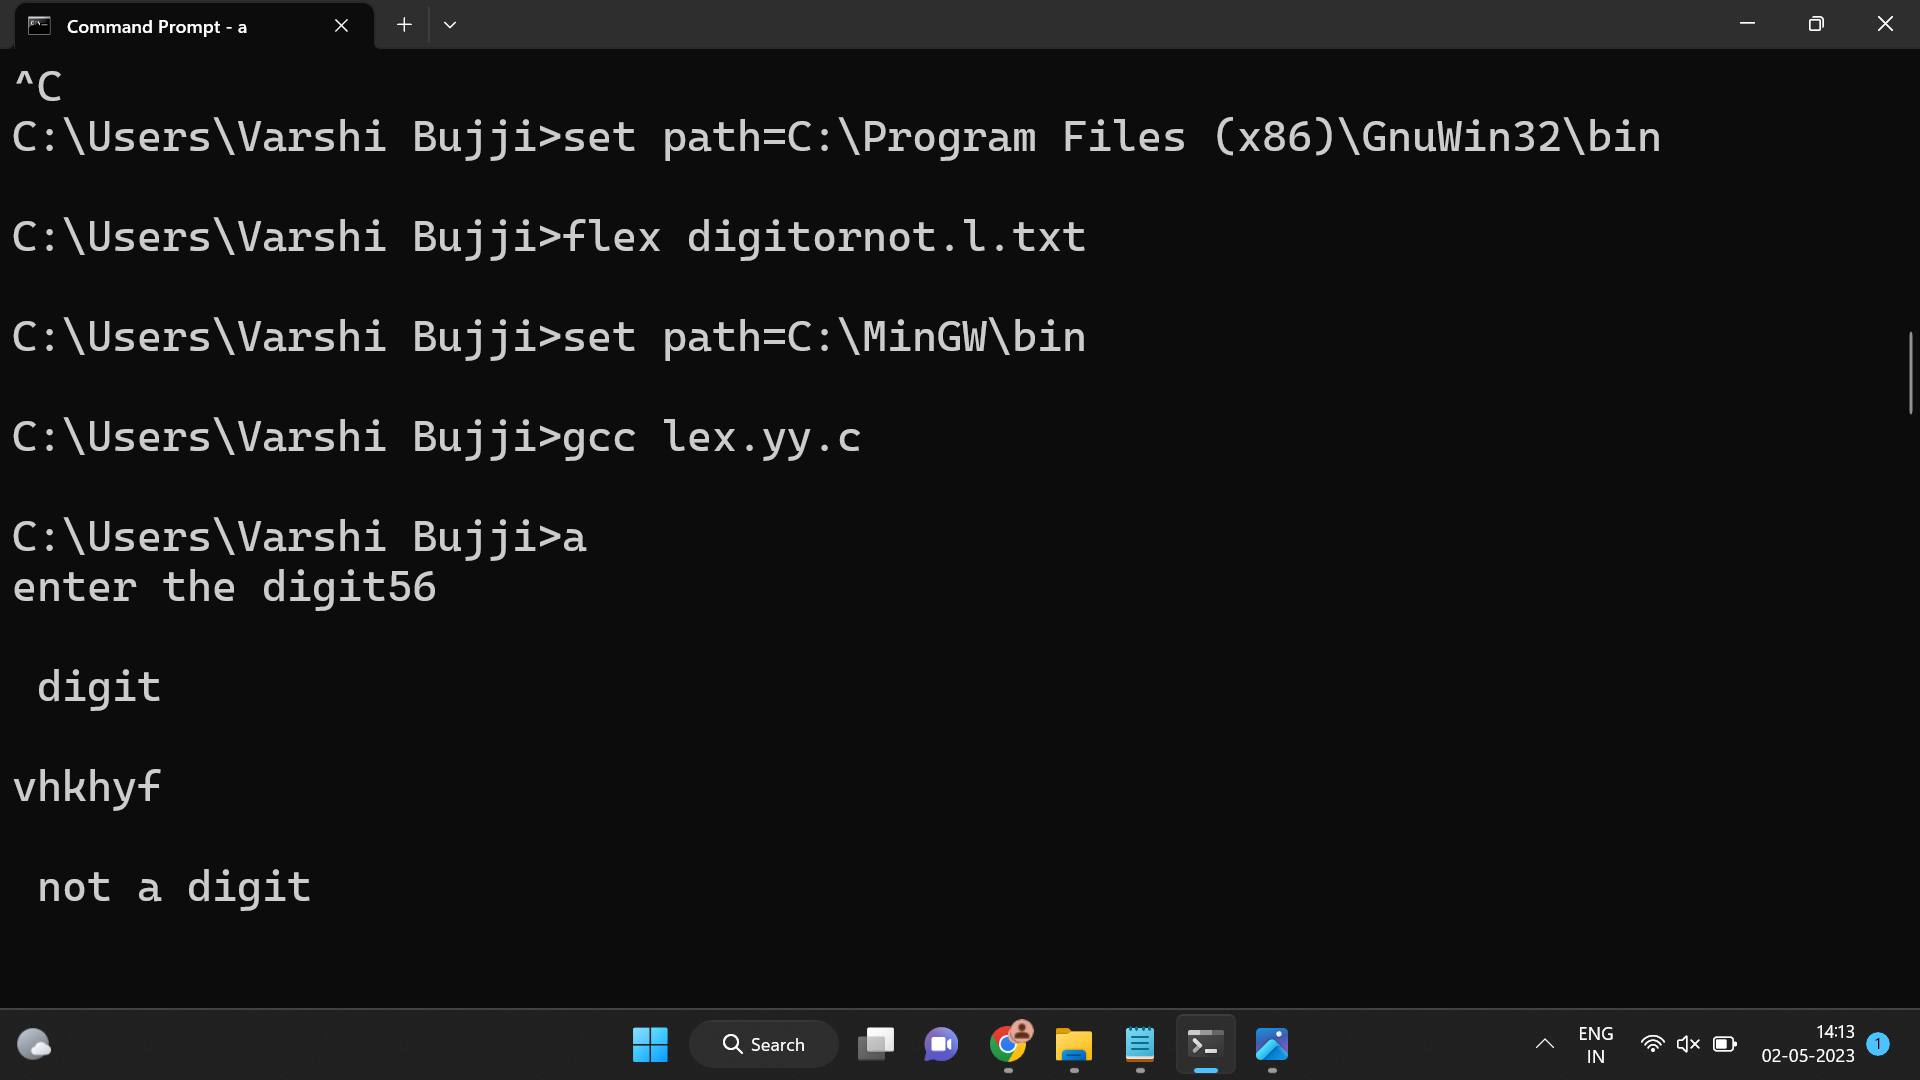 Command Prompt - a
^C
C:\Users\Varshi Bujji>set path=C:\Program Files (x86)\GnuWin32\bin
C:\Users\Varshi Bujji>flex digitornot.l.txt
C:\Users\Varshi Bujji>set path=C:\MinGW\bin
C:\Users\Varshi Bujji>gcc lex.yy.c
C:\Users\Varshi Bujji>a
enter the digit56
digit
vhkhyf
not a digit
Search
ENG
IN
14:13
02-05-2023
1